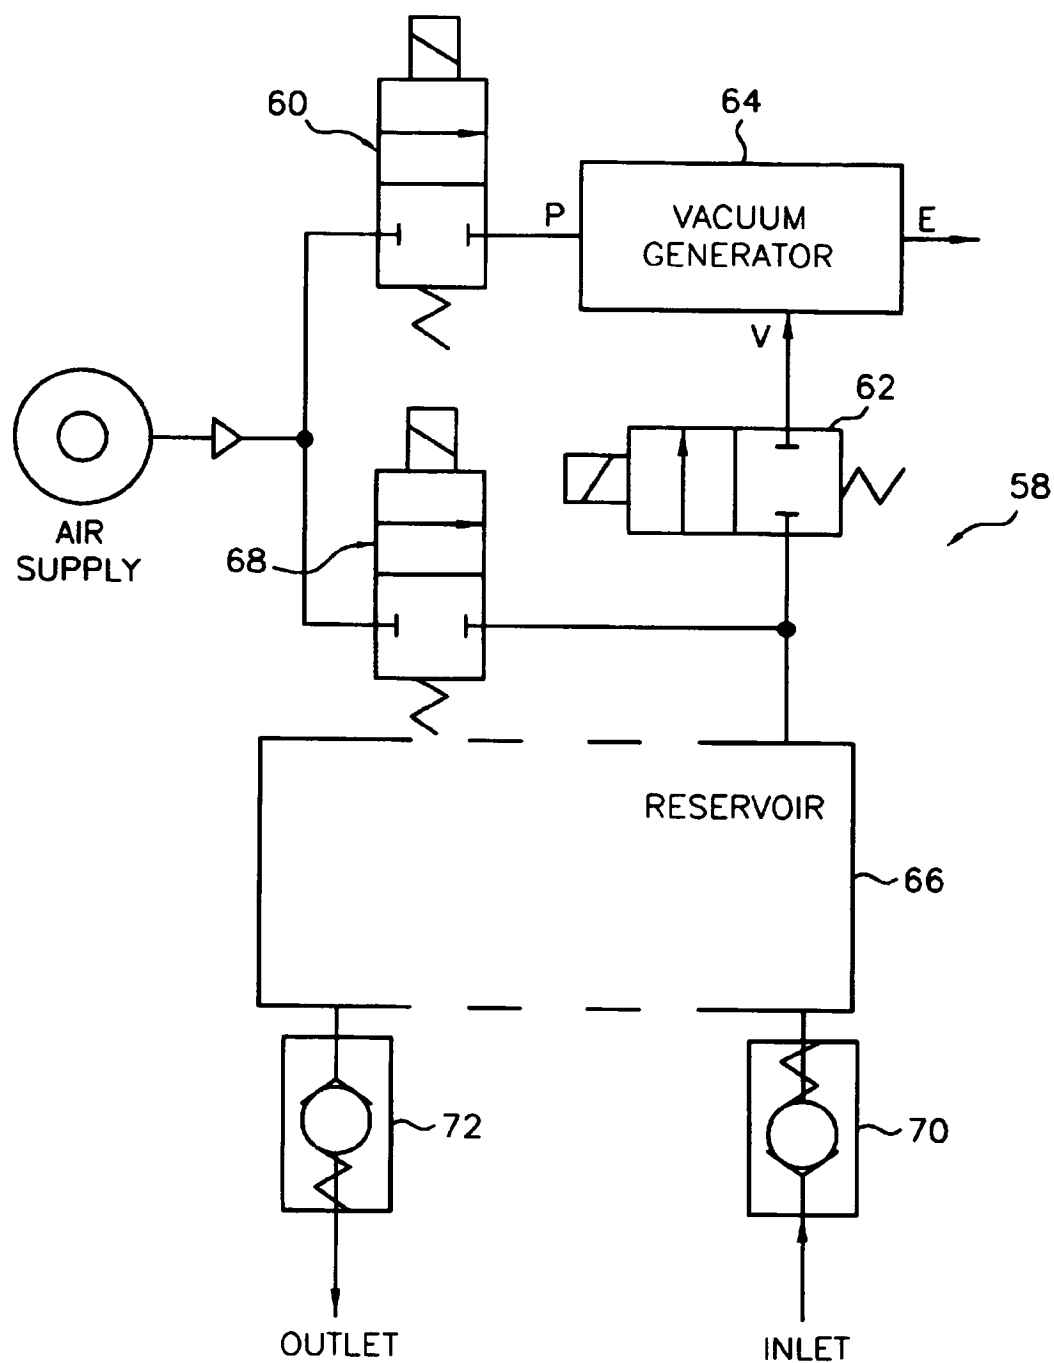 60
64
P
VACUUM
GENERATOR
E
V
62
58
AIR
SUPPLY
68
RESERVOIR
66
72
70
OUTLET
INLET